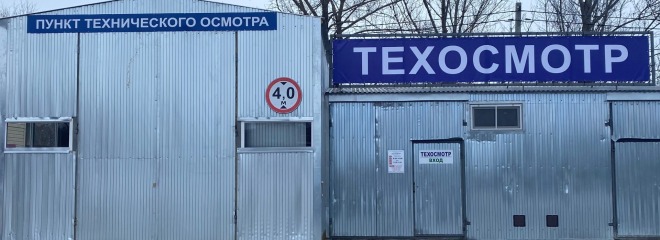 ПУНКТ ТЕХНИЧЕСКОГО ОСМОТРА
4,0
м
ТЕХОСМОТР
ТЕХОСМОТР
ВХОД